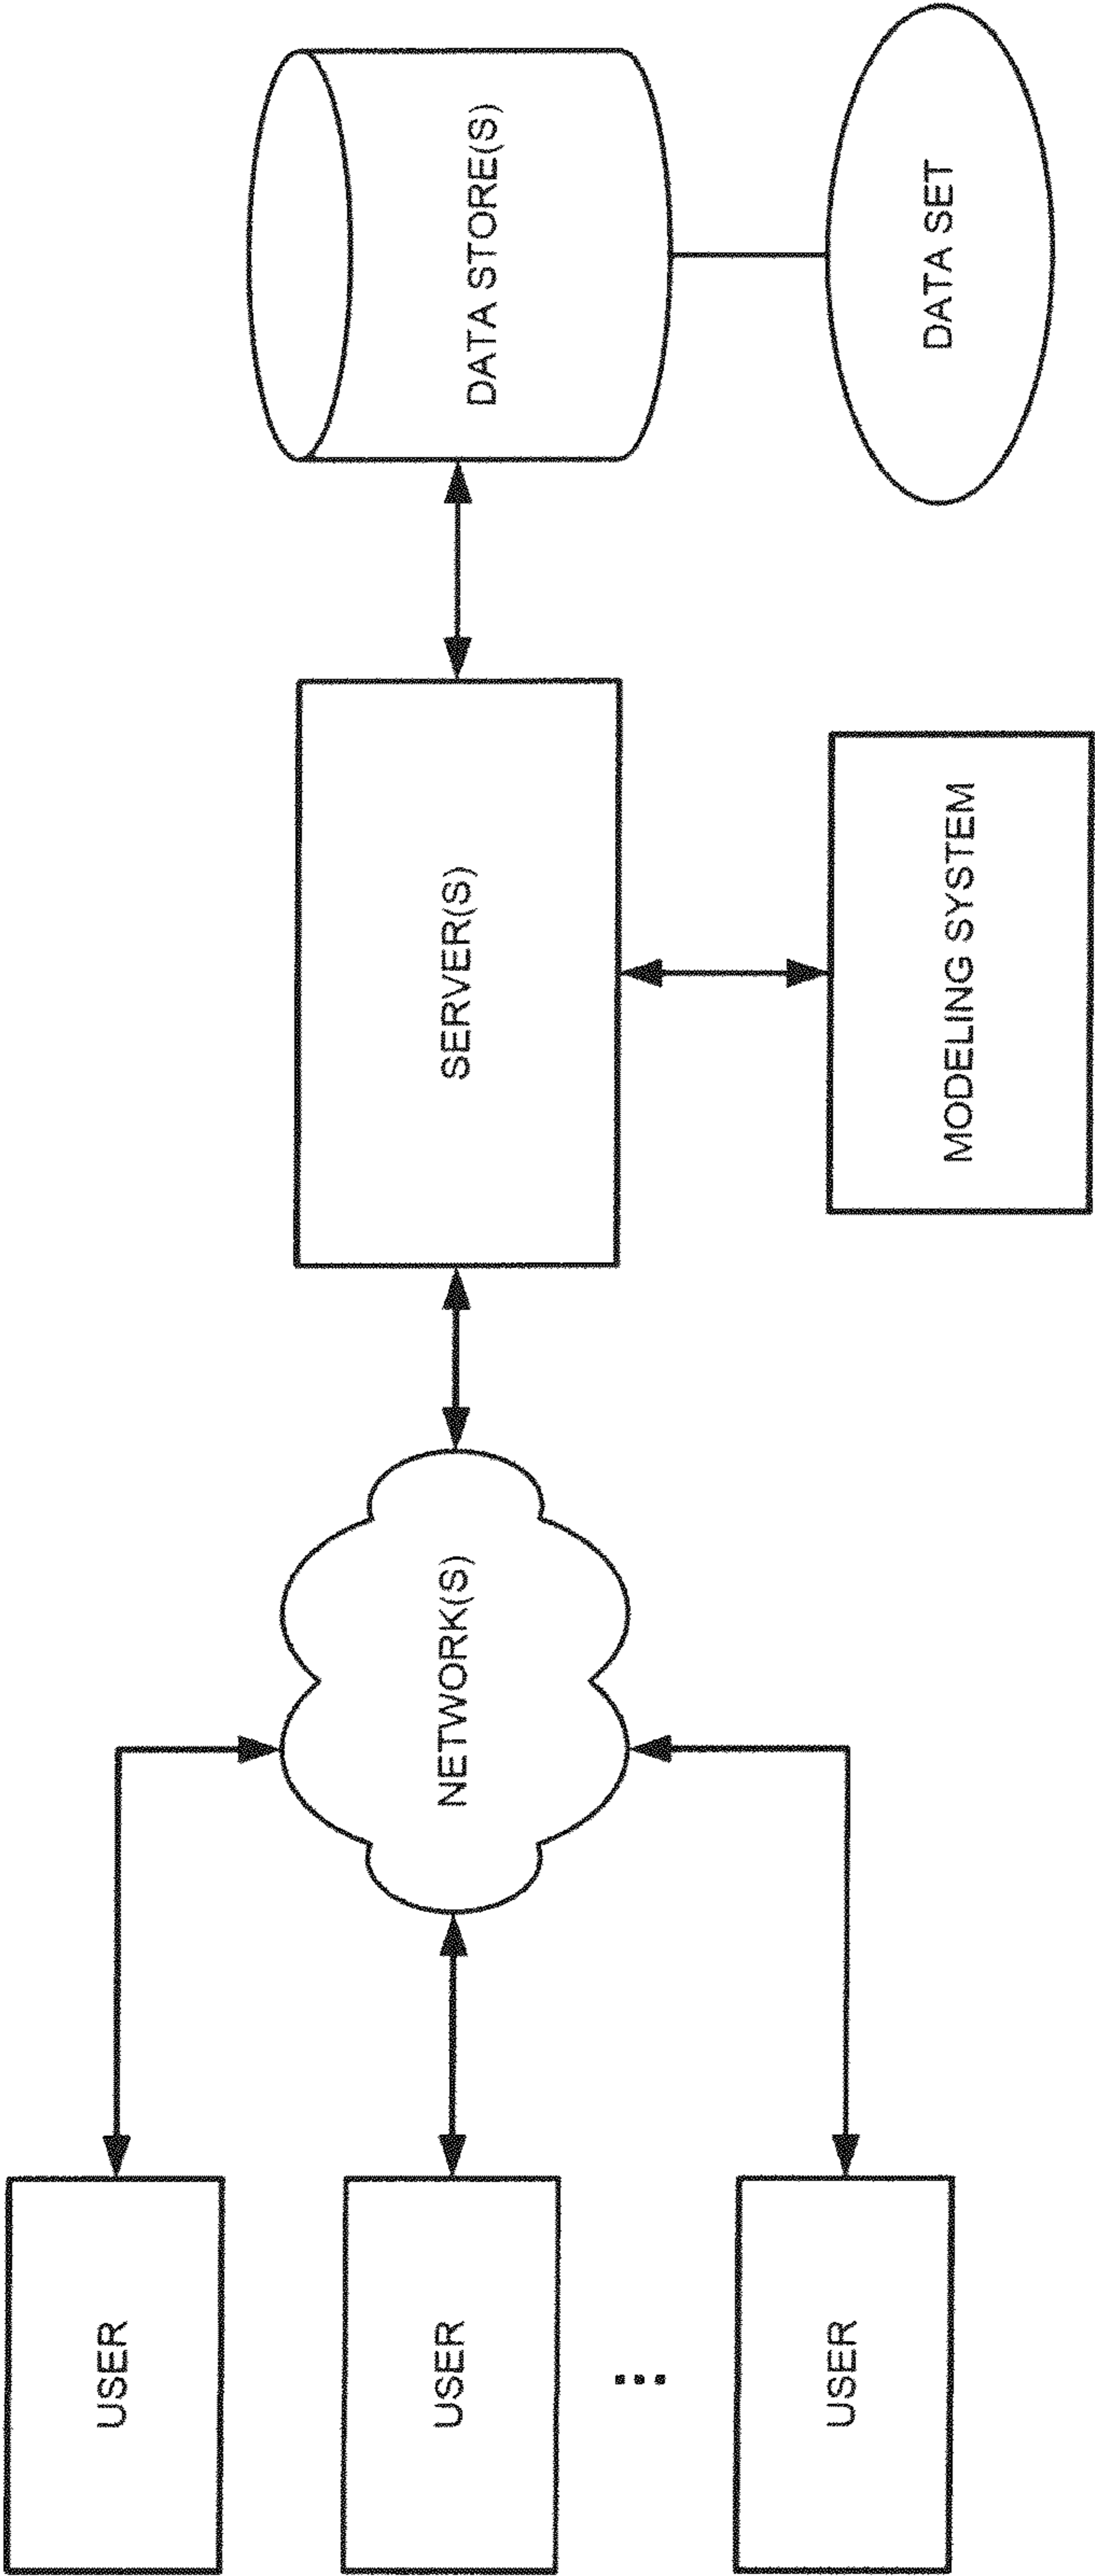 USER
USER
...
USER
NETWORK(S)
SERVER(S)
MODELING SYSTEM
DATA STORE(S)
DATA SET